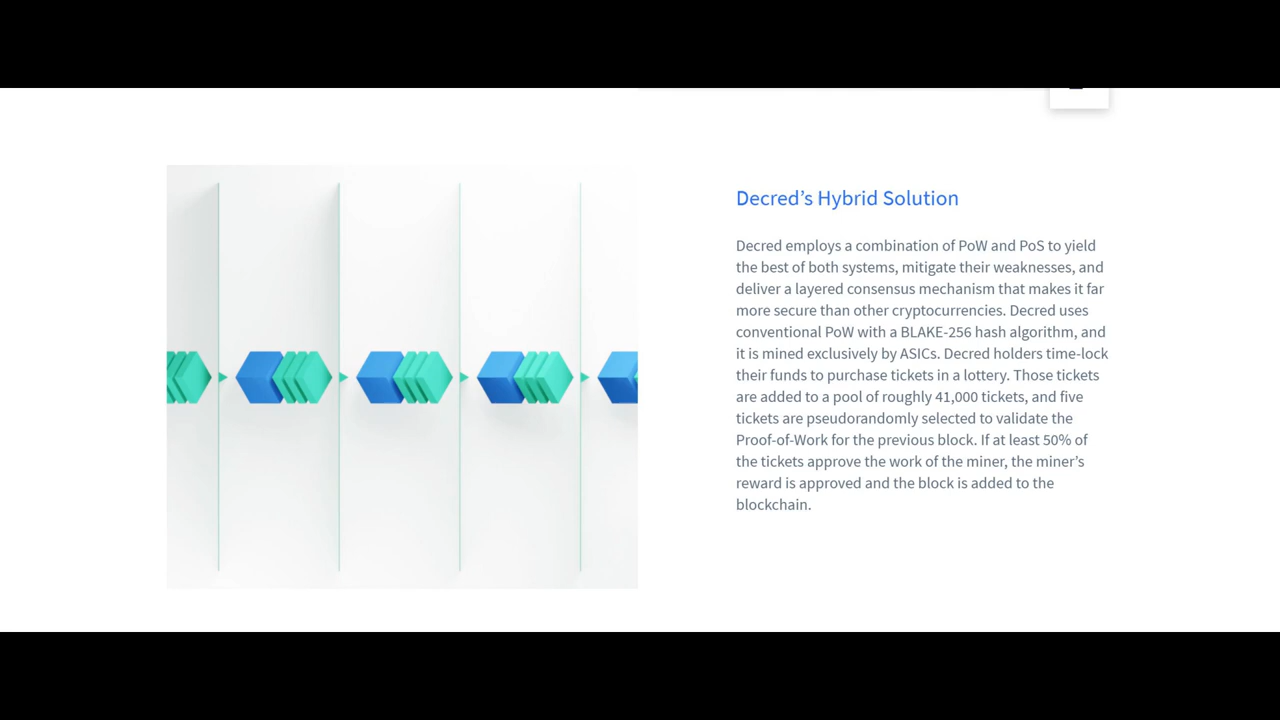 Decred’s Hybrid Solution
Decred employs a combination of PoW and PoS to yield
the best of both systems, mitigate their weaknesses, and
deliver a layered consensus mechanism that makes it far
more secure than other cryptocurrencies. Decred uses
conventional PoW with a BLAKE-256 hash algorithm, and
it is mined exclusively by ASICs. Decred holders time-lock
their funds to purchase tickets in a lottery. Those tickets
are added to a pool of roughly 41,000 tickets, and five
tickets are pseudorandomly selected to validate the
Proof-of-Work for the previous block. If at least 50% of
the tickets approve the work of the miner, the miner’s
reward is approved and the block is added to the
blockchain.